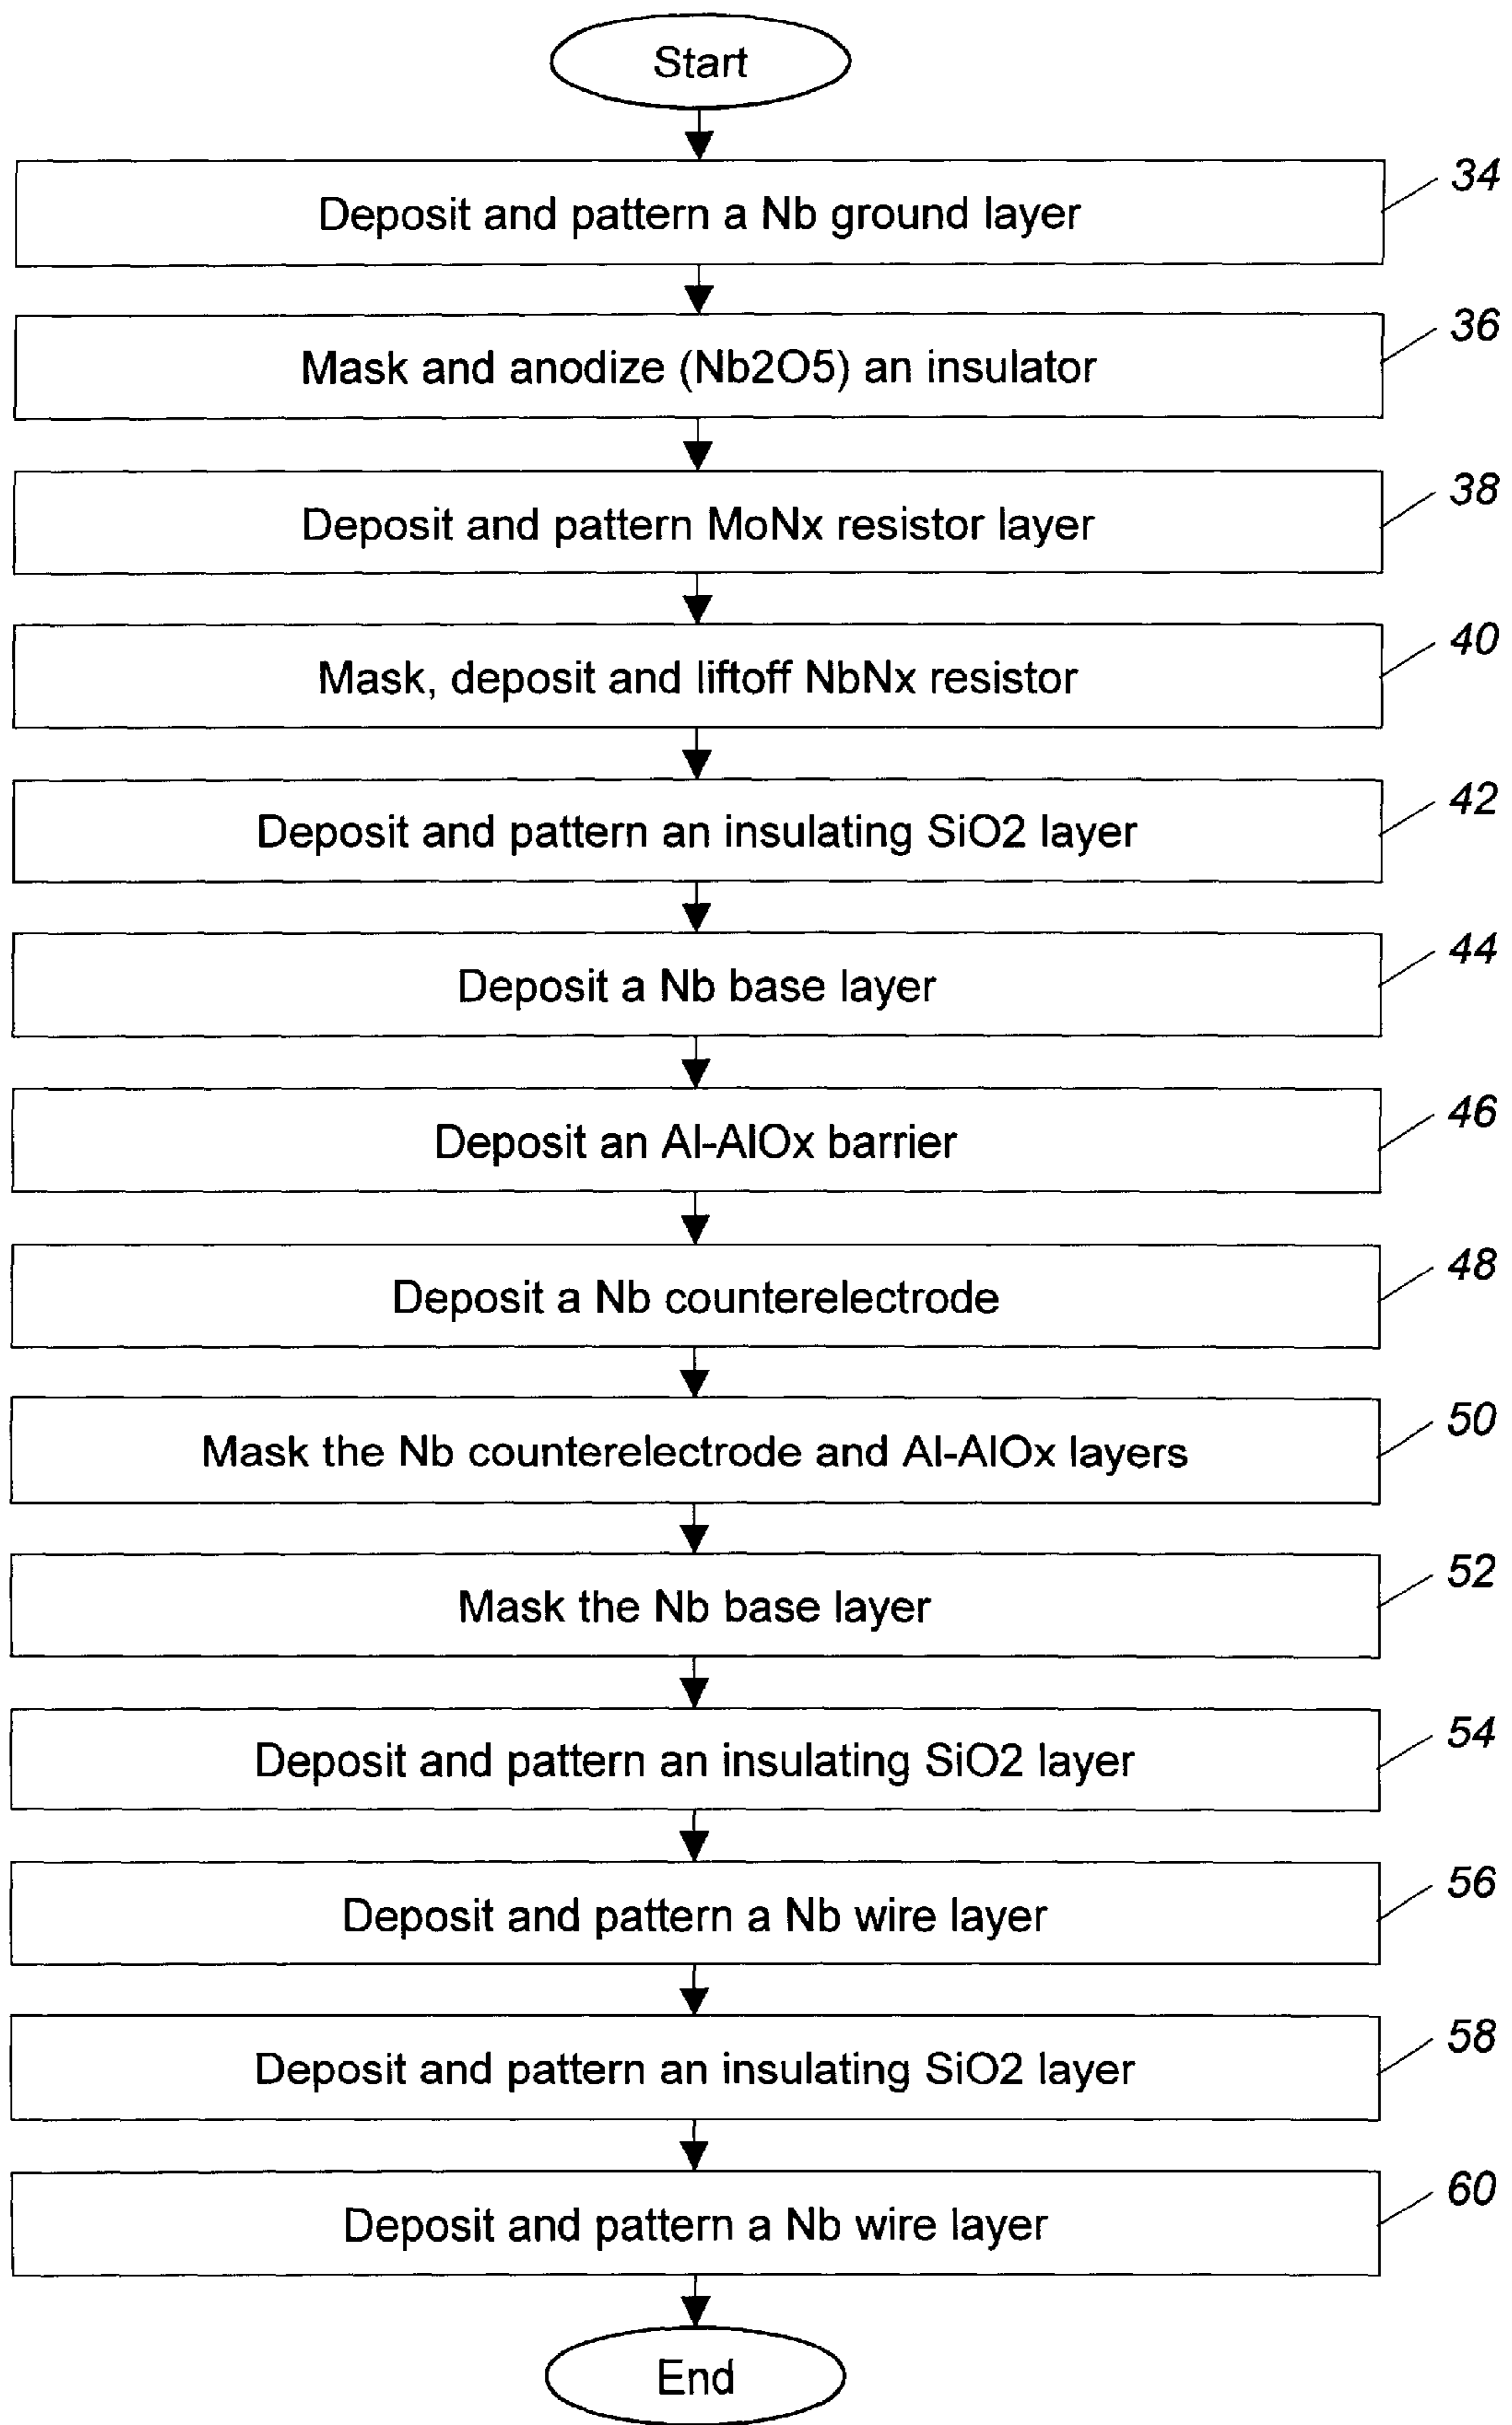 Start
Deposit and pattern a Nb ground layer
34
Mask and anodize (Nb2O5) an insulator
36
Deposit and pattern MoNx resistor layer
38
Mask, deposit and liftoff NbNx resistor
40
Deposit and pattern an insulating SiO2 layer
42
Deposit a Nb base layer
44
Deposit an Al-AlOx barrier
46
Deposit a Nb counterelectrode
48
Mask the Nb counterelectrode and Al-AlOx layers
50
Mask the Nb base layer
52
Deposit and pattern an insulating SiO2 layer
54
Deposit and pattern a Nb wire layer
56
Deposit and pattern an insulating SiO2 layer
58
Deposit and pattern a Nb wire layer
60
End